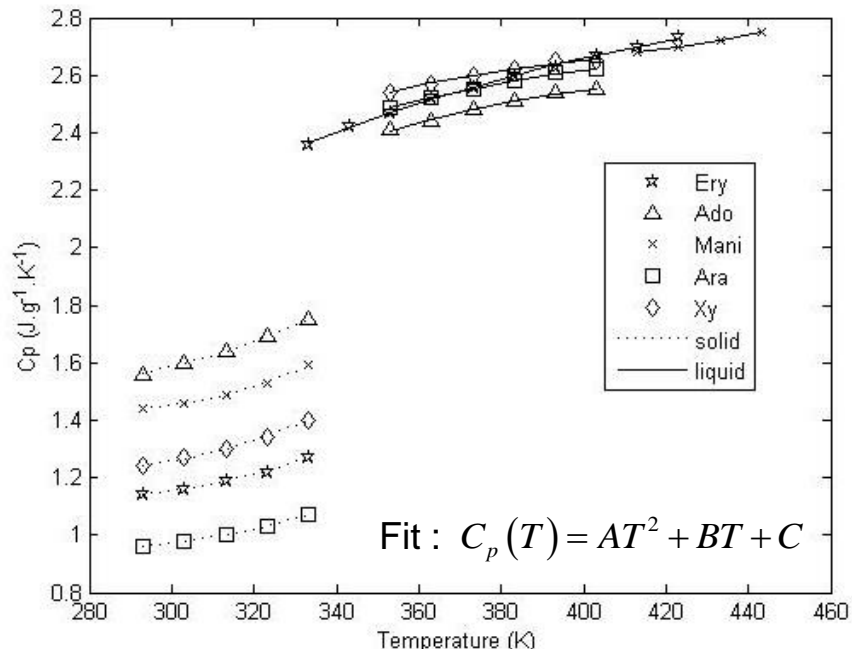 3
2.8
2.6
2.4
2.2
2
1.8
1.6
1.4
1.2
1
0.8
Cp (J.g⁻¹.K⁻¹)
Ery
Ado
Mani
Ara
Xy
solid
liquid
Fit : C_p(T) = AT² + BT + C
280 300 320 340 360 380 400 420 440 460
Temperature (K)